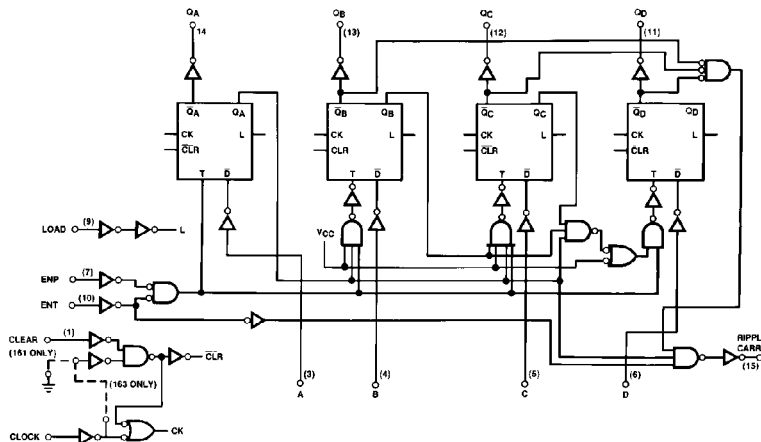 QA QB QC QD
14 (13) (12) (11)
Q̅A QA Q̅B QB Q̅C QC Q̅D QD
CK L CK L CK L CK L
C̅L̅R̅ CLR C̅L̅R̅ CLR
T D̅ T D̅ T D̅ T D̅
LOAD (9) L
VCC
ENP (7)
ENT (10)
CLEAR (1) C̅L̅R̅
(161 ONLY)
(163 ONLY)
CLOCK CK
(3) (4) (5) (6)
A B C D
RIPPL
CARR
(15)